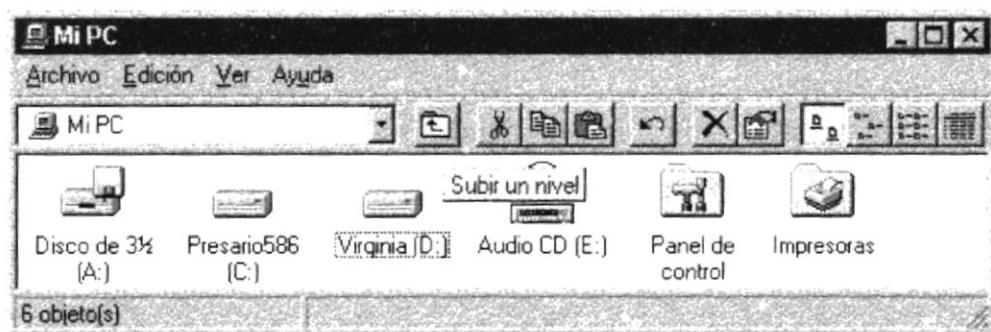 Mi PC
Archivo Edición Ver Ayuda
Mi PC
Subir un nivel
Disco de 3½ (A:)
Presario586 (C:)
Virginia (D:)
Audio CD (E:)
Panel de control
Impresoras
6 objeto(s)